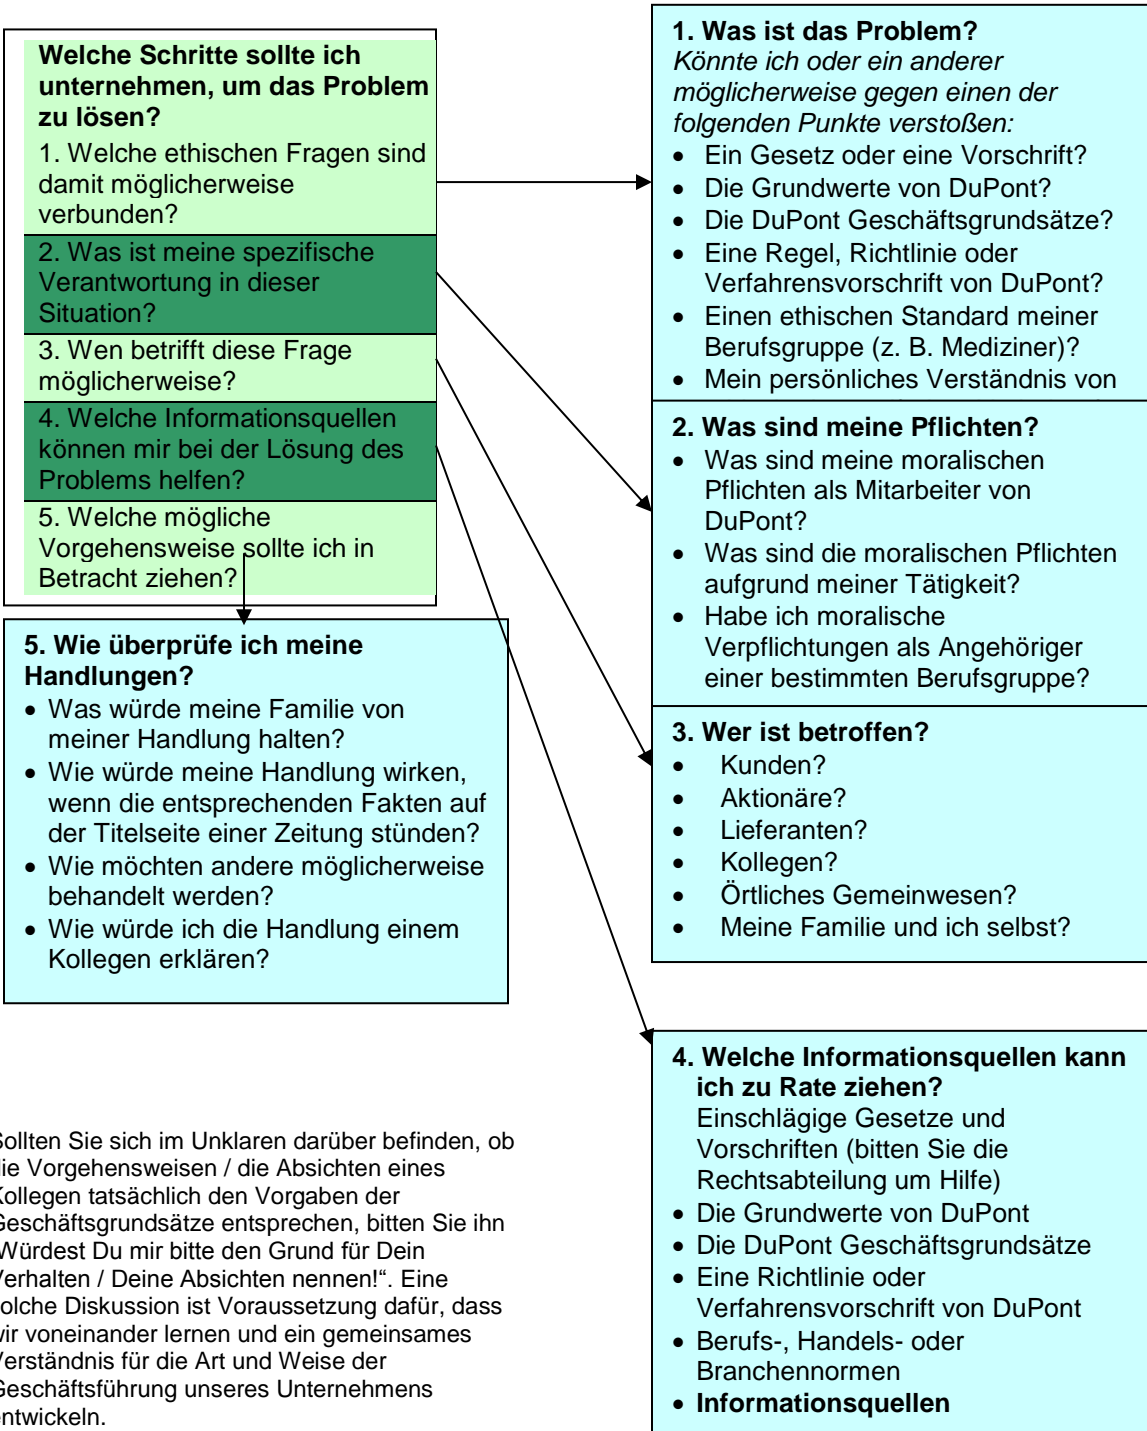 Welche Schritte sollte ich
unternehmen, um das Problem
zu lösen?
1. Welche ethischen Fragen sind
damit möglicherweise
verbunden?
2. Was ist meine spezifische
Verantwortung in dieser
Situation?
3. Wen betrifft diese Frage
möglicherweise?
4. Welche Informationsquellen
können mir bei der Lösung des
Problems helfen?
5. Welche mögliche
Vorgehensweise sollte ich in
Betracht ziehen?
1. Was ist das Problem?
Könnte ich oder ein anderer
möglicherweise gegen einen der
folgenden Punkte verstoßen:
• Ein Gesetz oder eine Vorschrift?
• Die Grundwerte von DuPont?
• Die DuPont Geschäftsgrundsätze?
• Eine Regel, Richtlinie oder
Verfahrensvorschrift von DuPont?
• Einen ethischen Standard meiner
Berufsgruppe (z. B. Mediziner)?
• Mein persönliches Verständnis von
2. Was sind meine Pflichten?
• Was sind meine moralischen
Pflichten als Mitarbeiter von
DuPont?
• Was sind die moralischen Pflichten
aufgrund meiner Tätigkeit?
• Habe ich moralische
Verpflichtungen als Angehöriger
einer bestimmten Berufsgruppe?
3. Wer ist betroffen?
• Kunden?
• Aktionäre?
• Lieferanten?
• Kollegen?
• Örtliches Gemeinwesen?
• Meine Familie und ich selbst?
4. Welche Informationsquellen kann
ich zu Rate ziehen?
Einschlägige Gesetze und
Vorschriften (bitten Sie die
Rechtsabteilung um Hilfe)
• Die Grundwerte von DuPont
• Die DuPont Geschäftsgrundsätze
• Eine Richtlinie oder
Verfahrensvorschrift von DuPont
• Berufs-, Handels- oder
Branchennormen
• Informationsquellen
5. Wie überprüfe ich meine
Handlungen?
• Was würde meine Familie von
meiner Handlung halten?
• Wie würde meine Handlung wirken,
wenn die entsprechenden Fakten auf
der Titelseite einer Zeitung stünden?
• Wie möchten andere möglicherweise
behandelt werden?
• Wie würde ich die Handlung einem
Kollegen erklären?
Sollten Sie sich im Unklaren darüber befinden, ob
die Vorgehensweisen / die Absichten eines
Kollegen tatsächlich den Vorgaben der
Geschäftsgrundsätze entsprechen, bitten Sie ihn
Würdest Du mir bitte den Grund für Dein
Verhalten / Deine Absichten nennen!“. Eine
solche Diskussion ist Voraussetzung dafür, dass
wir voneinander lernen und ein gemeinsames
Verständnis für die Art und Weise der
Geschäftsführung unseres Unternehmens
entwickeln.